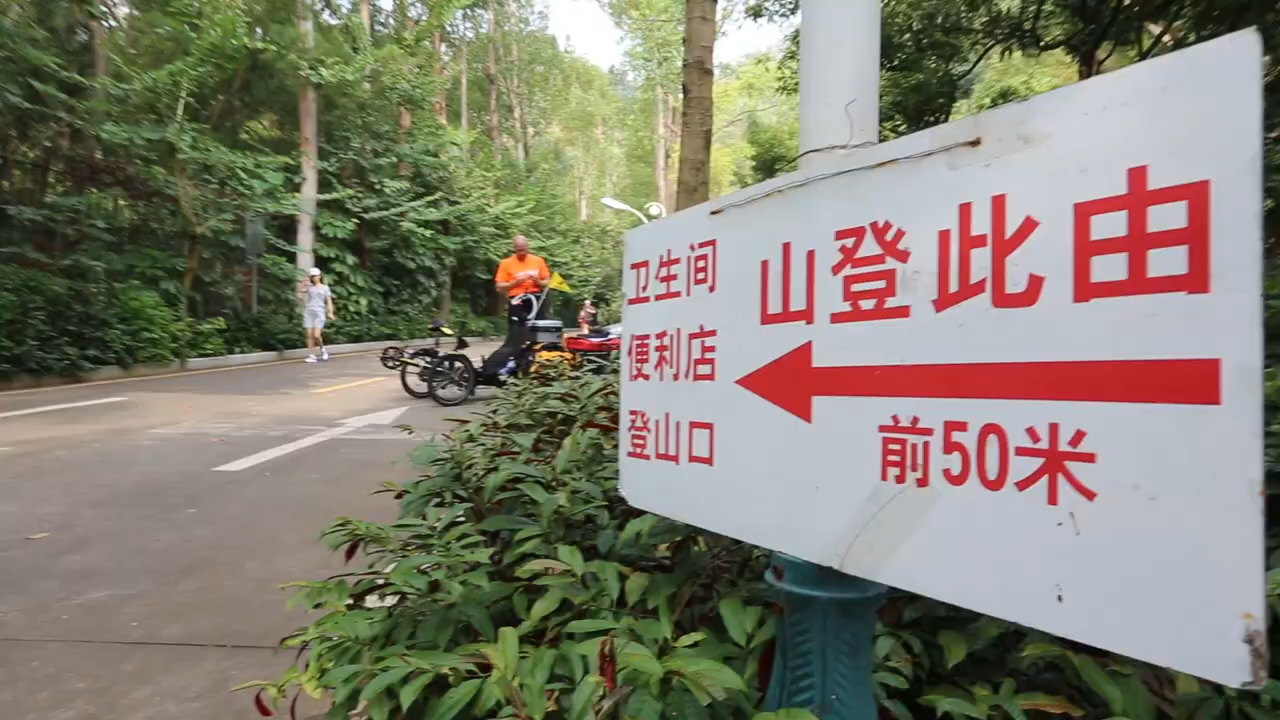 山登此由
前50米
卫生间
便利店
登山口